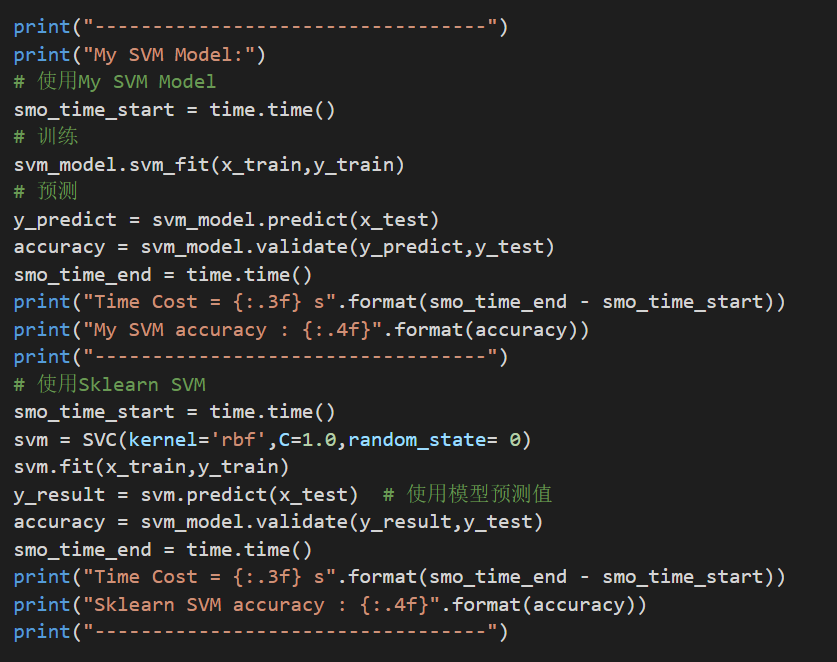 print("----------------------------------")
print("My SVM Model:")
# 使用My SVM Model
smo_time_start = time.time()
# 训练
svm_model.svm_fit(x_train,y_train)
# 预测
y_predict = svm_model.predict(x_test)
accuracy = svm_model.validate(y_predict,y_test)
smo_time_end = time.time()
print("Time Cost = {:.3f} s".format(smo_time_end - smo_time_start))
print("My SVM accuracy : {:.4f}".format(accuracy))
print("----------------------------------")
# 使用Sklearn SVM
smo_time_start = time.time()
svm = SVC(kernel='rbf',C=1.0,random_state= 0)
svm.fit(x_train,y_train)
y_result = svm.predict(x_test)  # 使用模型预测值
accuracy = svm_model.validate(y_result,y_test)
smo_time_end = time.time()
print("Time Cost = {:.3f} s".format(smo_time_end - smo_time_start))
print("Sklearn SVM accuracy : {:.4f}".format(accuracy))
print("----------------------------------")